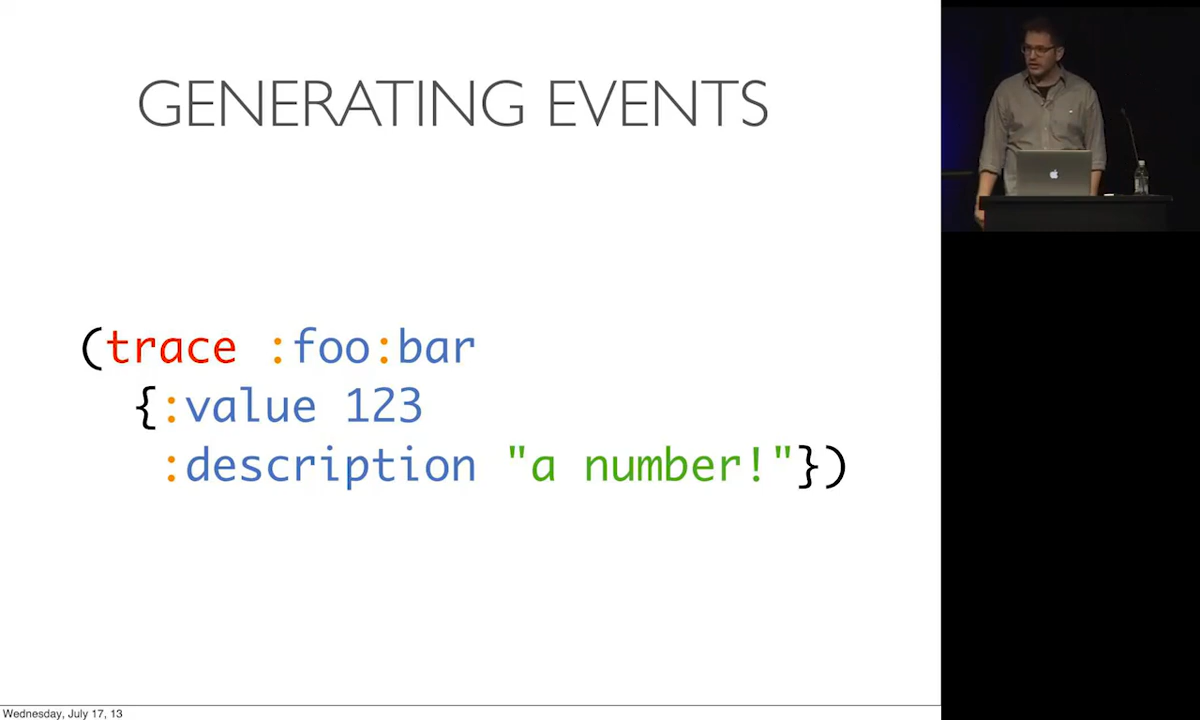 GENERATING EVENTS
(trace :foo:bar
{:value 123
:description "a number!"})
Wednesday, July 17, 13